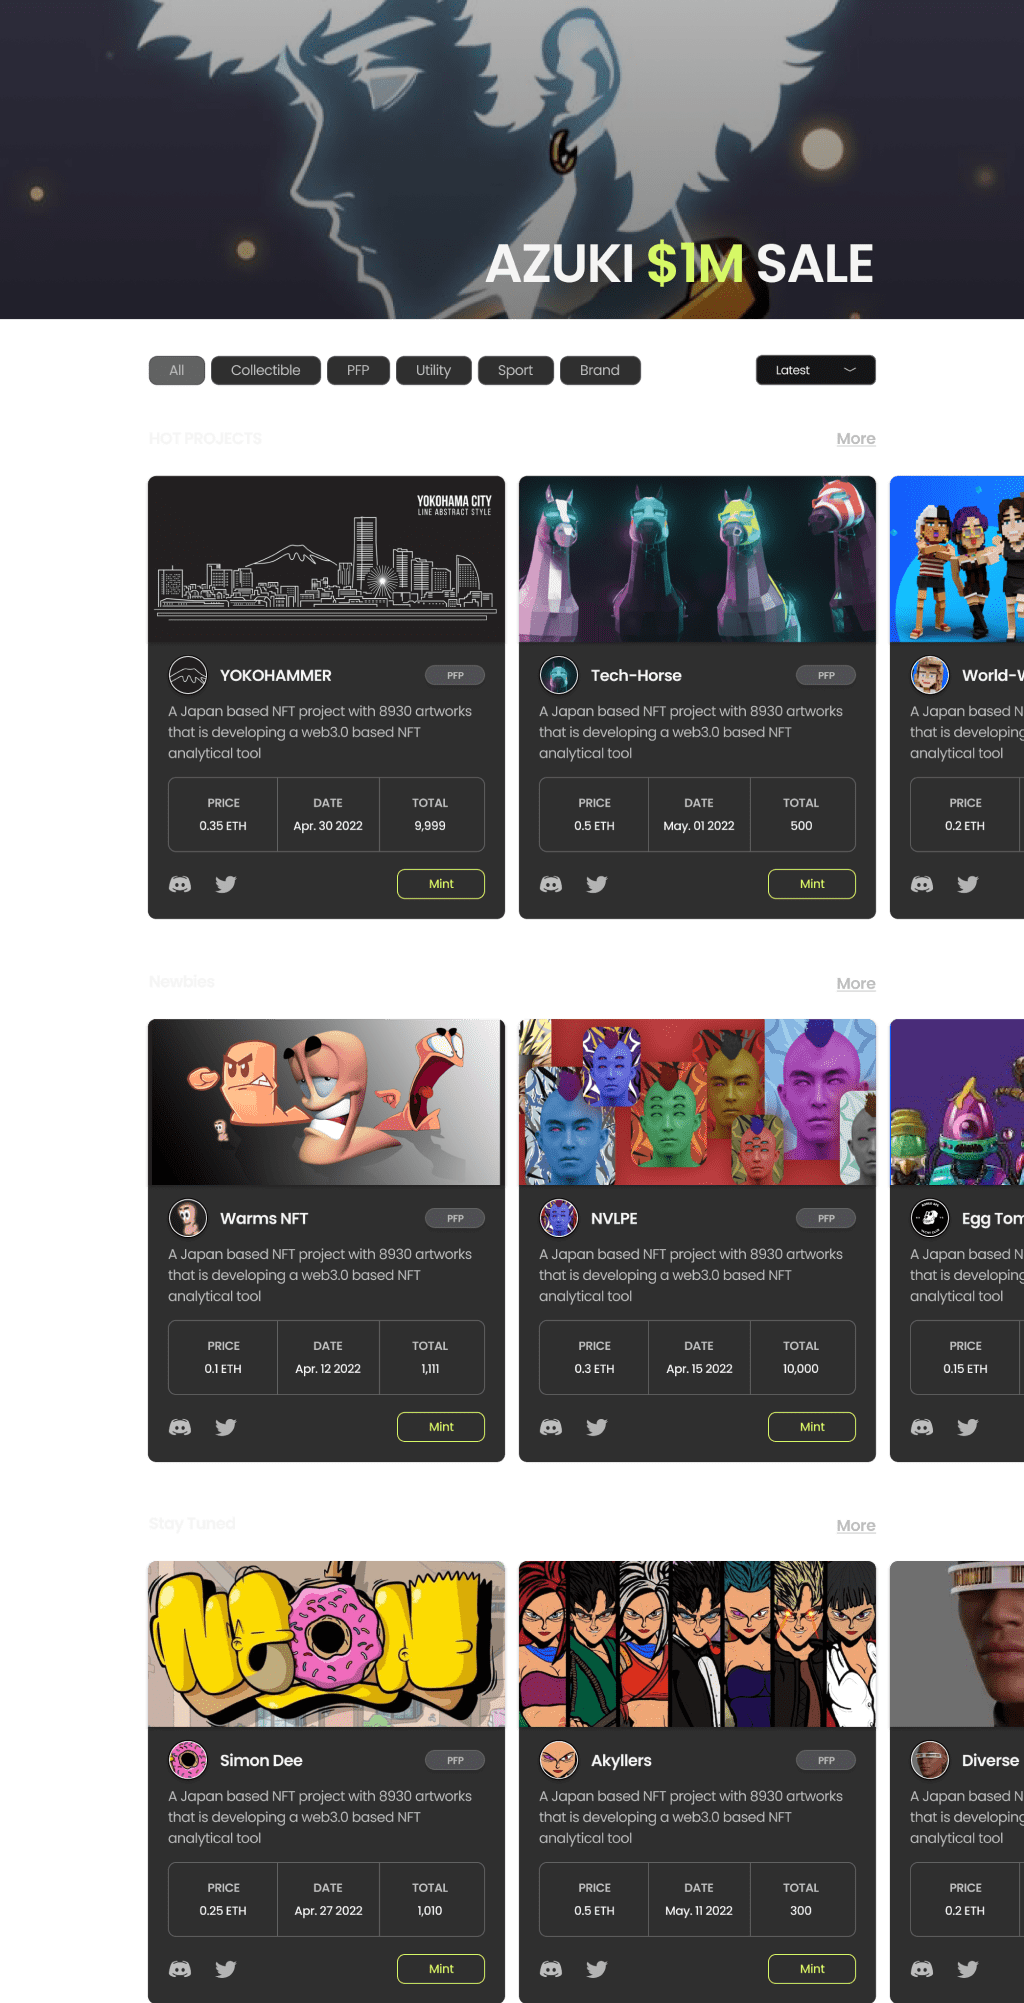 AZUKI $1M SALE
All
Collectible
PFP
Utility
Sport
Brand
Latest
HOT PROJECTS
More
YOKOHAMA CITY
LINE ABSTRACT STYLE
YOKOHAMMER
PFP
A Japan based NFT project with 8930 artworks
that is developing a web3.0 based NFT
analytical tool
PRICE
DATE
TOTAL
0.35 ETH
Apr. 30 2022
9,999
Mint
Tech-Horse
PFP
A Japan based NFT project with 8930 artworks
that is developing a web3.0 based NFT
analytical tool
PRICE
DATE
TOTAL
0.5 ETH
May. 01 2022
500
Mint
World-W
A Japan based N
that is developing
analytical tool
PRICE
0.2 ETH
Newbies
More
Warms NFT
PFP
A Japan based NFT project with 8930 artworks
that is developing a web3.0 based NFT
analytical tool
PRICE
DATE
TOTAL
0.1 ETH
Apr. 12 2022
1,111
Mint
NVLPE
PFP
A Japan based NFT project with 8930 artworks
that is developing a web3.0 based NFT
analytical tool
PRICE
DATE
TOTAL
0.3 ETH
Apr. 15 2022
10,000
Mint
Egg Tom
A Japan based N
that is developing
analytical tool
PRICE
0.15 ETH
Stay Tuned
More
NEON
Simon Dee
PFP
A Japan based NFT project with 8930 artworks
that is developing a web3.0 based NFT
analytical tool
PRICE
DATE
TOTAL
0.25 ETH
Apr. 27 2022
1,010
Mint
Akyllers
PFP
A Japan based NFT project with 8930 artworks
that is developing a web3.0 based NFT
analytical tool
PRICE
DATE
TOTAL
0.5 ETH
May. 11 2022
300
Mint
Diverse
A Japan based N
that is developing
analytical tool
PRICE
0.2 ETH